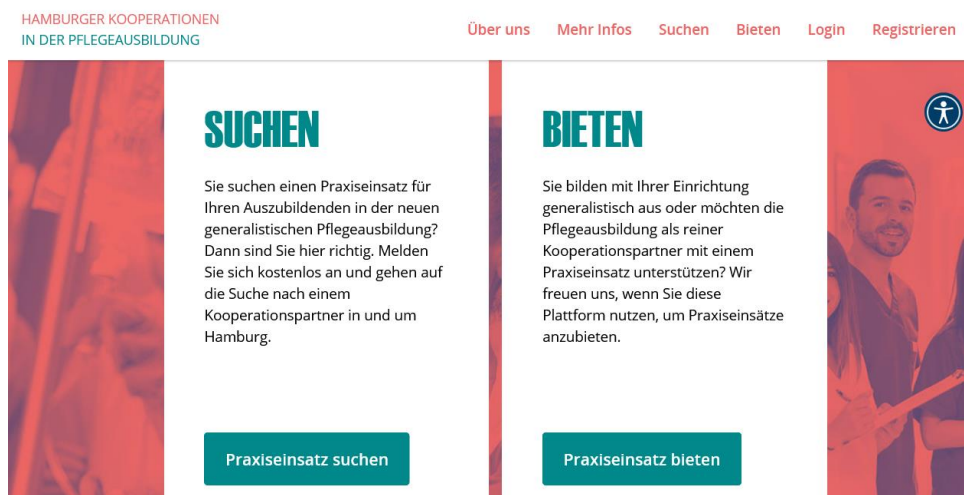 HAMBURGER KOOPERATIONEN
IN DER PFLEGEAUSBILDUNG
Über uns Mehr Infos Suchen Bieten Login Registrieren
SUCHEN
Sie suchen einen Praxiseinsatz für
Ihren Auszubildenden in der neuen
generalistischen Pflegeausbildung?
Dann sind Sie hier richtig. Melden
Sie sich kostenlos an und gehen auf
die Suche nach einem
Kooperationspartner in und um
Hamburg.
Praxiseinsatz suchen
BIETEN
Sie bilden mit Ihrer Einrichtung
generalistisch aus oder möchten die
Pflegeausbildung als reiner
Kooperationspartner mit einem
Praxiseinsatz unterstützen? Wir
freuen uns, wenn Sie diese
Plattform nutzen, um Praxiseinsätze
anzubieten.
Praxiseinsatz bieten